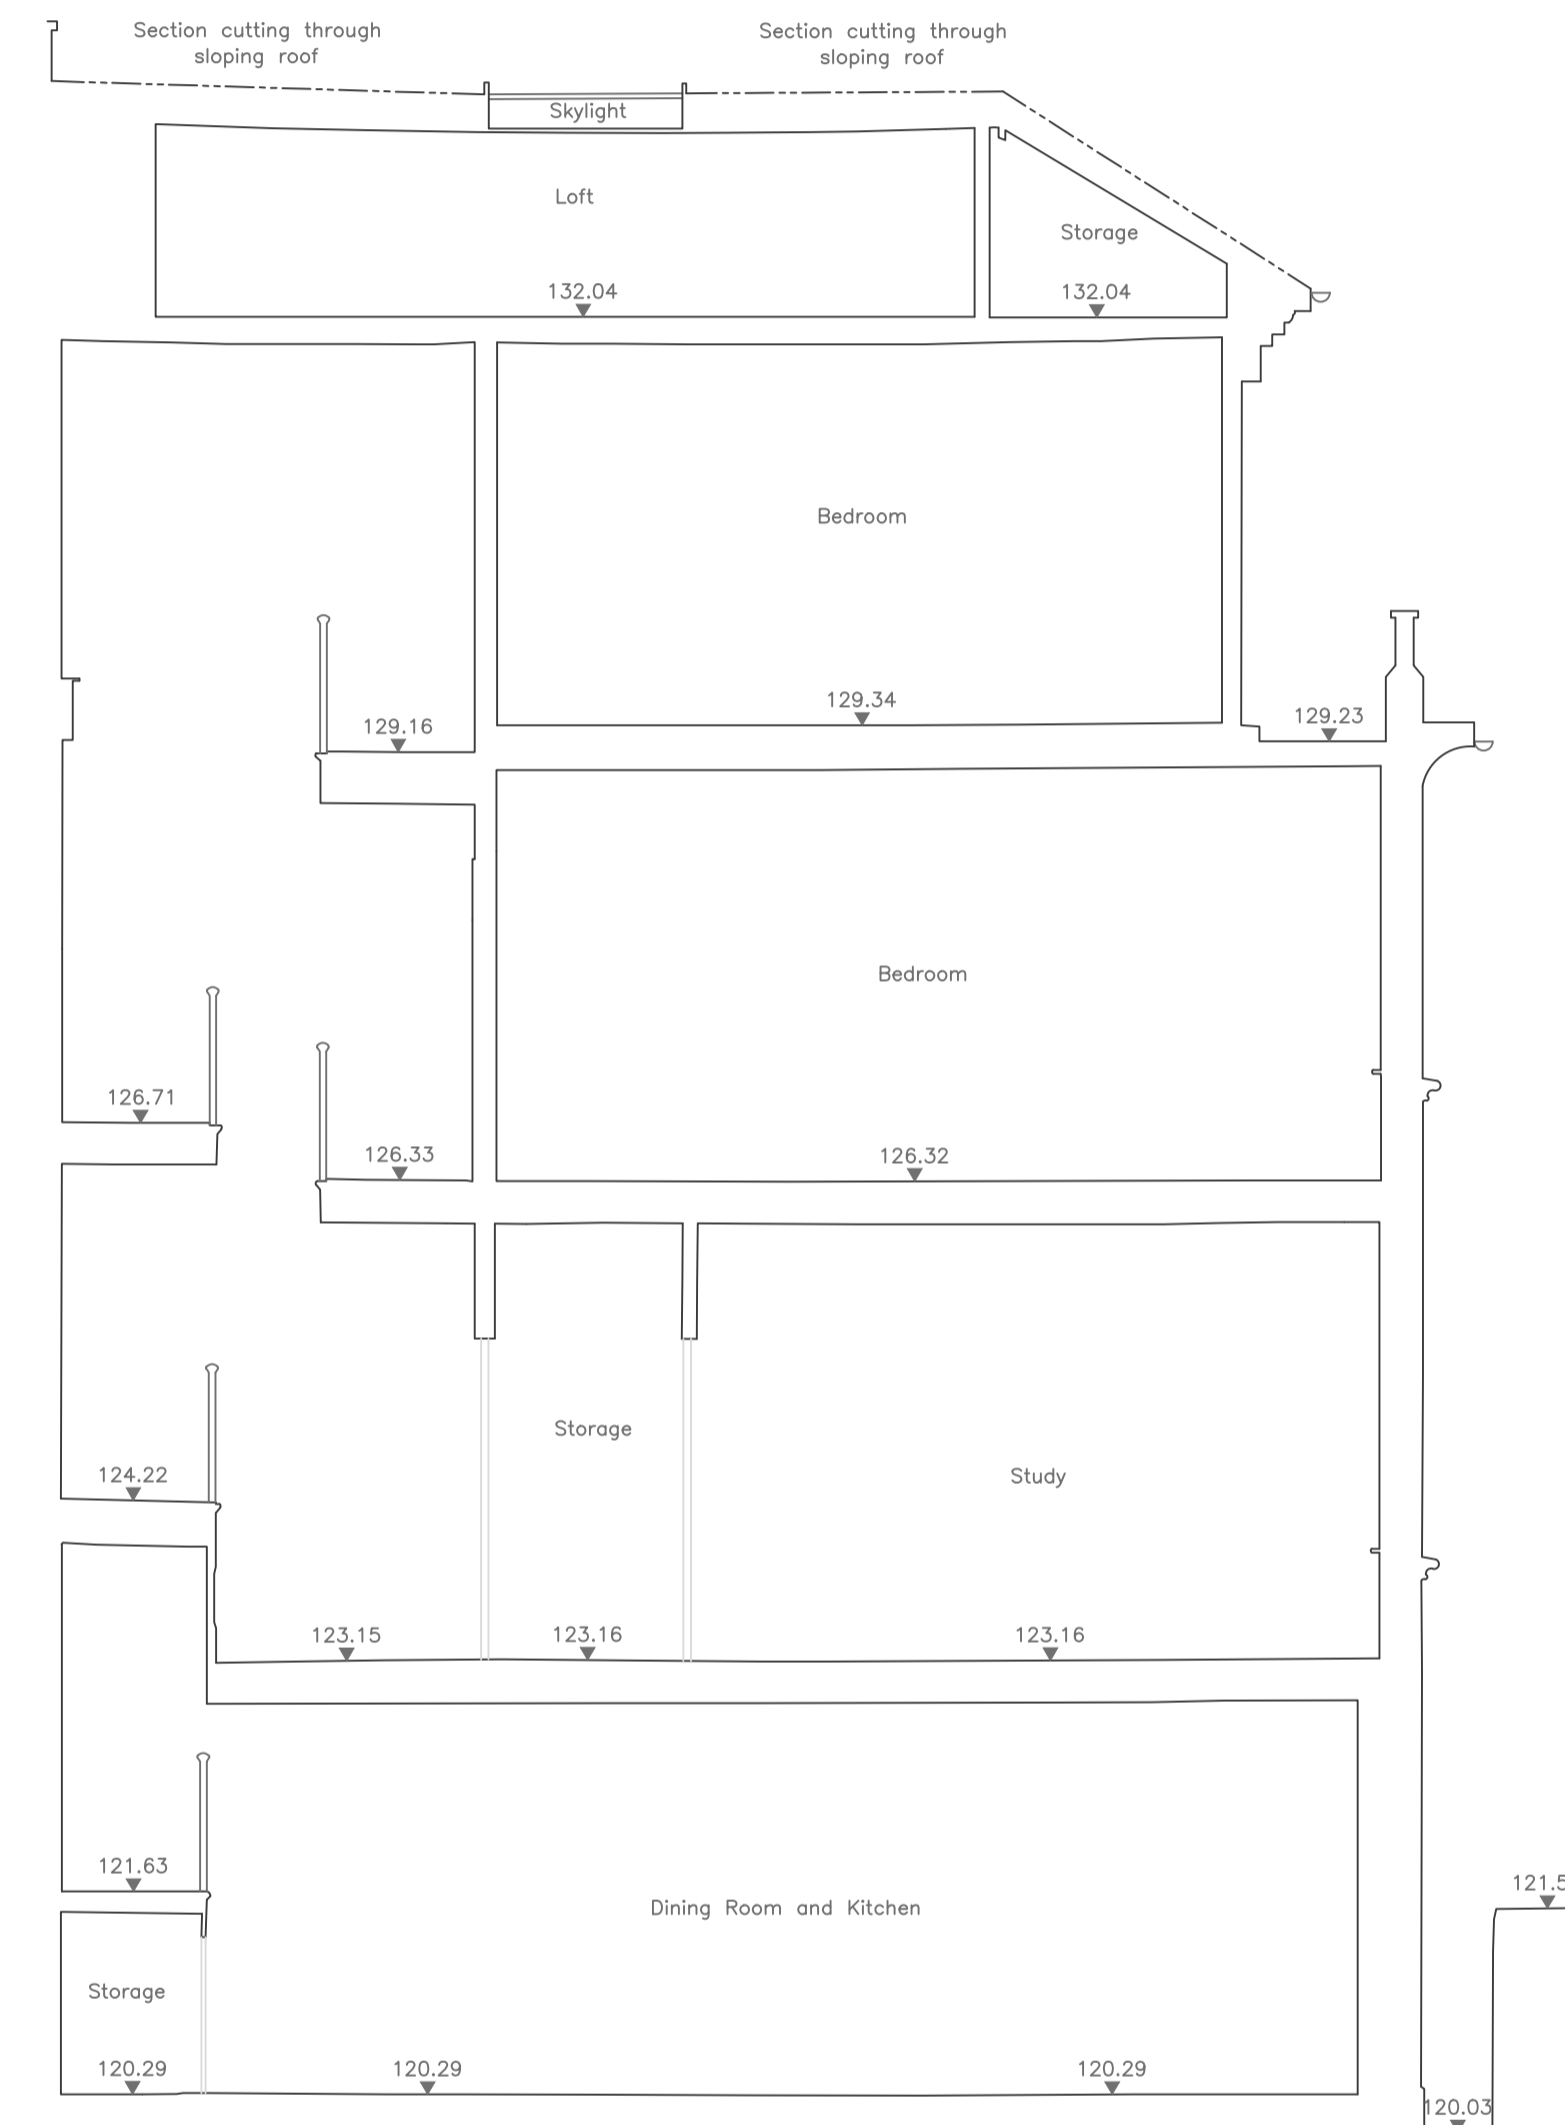 Section cutting through
sloping roof
Section cutting through
sloping roof
Skylight
Loft
Storage
132.04
132.04
Bedroom
129.34
129.16
129.23
Bedroom
126.71
126.33
126.32
Storage
Study
124.22
123.15
123.16
123.16
121.63
Dining Room and Kitchen
121.5
Storage
120.29
120.29
120.29
120.03